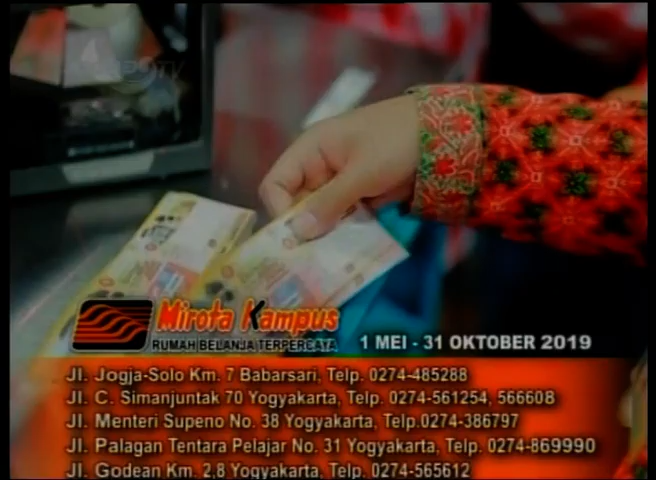 Mirota Kampus
RUMAH BELANJA TERPERCAYA
1 MEI - 31 OKTOBER 2019
Jl. Jogja-Solo Km. 7 Babarsari, Telp. 0274-485288
Jl. C. Simanjuntak 70 Yogyakarta, Telp. 0274-561254, 566608
Jl. Menteri Supeno No. 38 Yogyakarta, Telp.0274-386797
Jl. Palagan Tentara Pelajar No. 31 Yogyakarta, Telp. 0274-869990
Jl. Godean Km. 2,8 Yogyakarta, Telp. 0274-565612